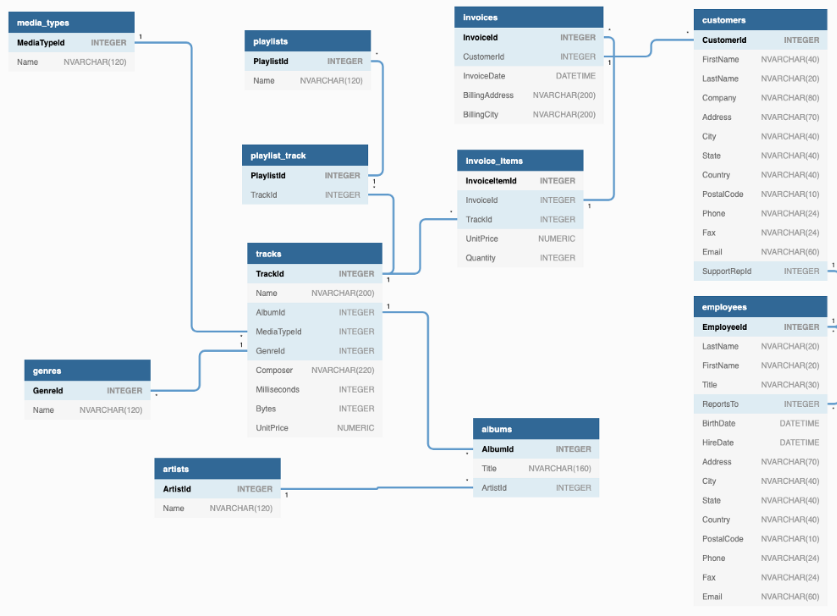 media_types
MediaTypeId INTEGER
Name NVARCHAR(120)
playlists
PlaylistId INTEGER
Name NVARCHAR(120)
playlist_track
PlaylistId INTEGER
TrackId INTEGER
tracks
TrackId INTEGER
Name NVARCHAR(200)
AlbumId INTEGER
MediaTypeId INTEGER
GenreId INTEGER
Composer NVARCHAR(220)
Milliseconds INTEGER
Bytes INTEGER
UnitPrice NUMERIC
genres
GenreId INTEGER
Name NVARCHAR(120)
artists
ArtistId INTEGER
Name NVARCHAR(120)
invoices
InvoiceId INTEGER
CustomerId INTEGER
InvoiceDate DATETIME
BillingAddress NVARCHAR(200)
BillingCity NVARCHAR(200)
invoice_items
InvoiceItemId INTEGER
InvoiceId INTEGER
TrackId INTEGER
UnitPrice NUMERIC
Quantity INTEGER
albums
AlbumId INTEGER
Title NVARCHAR(160)
ArtistId INTEGER
customers
CustomerId INTEGER
FirstName NVARCHAR(40)
LastName NVARCHAR(20)
Company NVARCHAR(80)
Address NVARCHAR(70)
City NVARCHAR(40)
State NVARCHAR(40)
Country NVARCHAR(40)
PostalCode NVARCHAR(10)
Phone NVARCHAR(24)
Fax NVARCHAR(24)
Email NVARCHAR(60)
SupportRepId INTEGER
employees
EmployeeId INTEGER
LastName NVARCHAR(20)
FirstName NVARCHAR(20)
Title NVARCHAR(30)
ReportsTo INTEGER
BirthDate DATETIME
HireDate DATETIME
Address NVARCHAR(70)
City NVARCHAR(40)
State NVARCHAR(40)
Country NVARCHAR(40)
PostalCode NVARCHAR(10)
Phone NVARCHAR(24)
Fax NVARCHAR(24)
Email NVARCHAR(60)
1
1
1
1
1
1
1
1
1
1